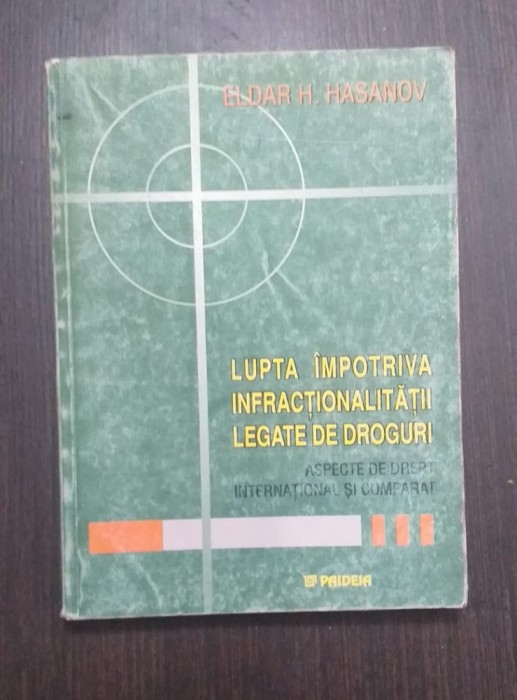 ELDAR H. HASANOV
LUPTA ÎMPOTRIVA
INFRACȚIONALITĂȚII
LEGATE DE DROGURI
ASPECTE DE DREPT
INTERNAȚIONAL ȘI COMPARAT
PAIDEIA